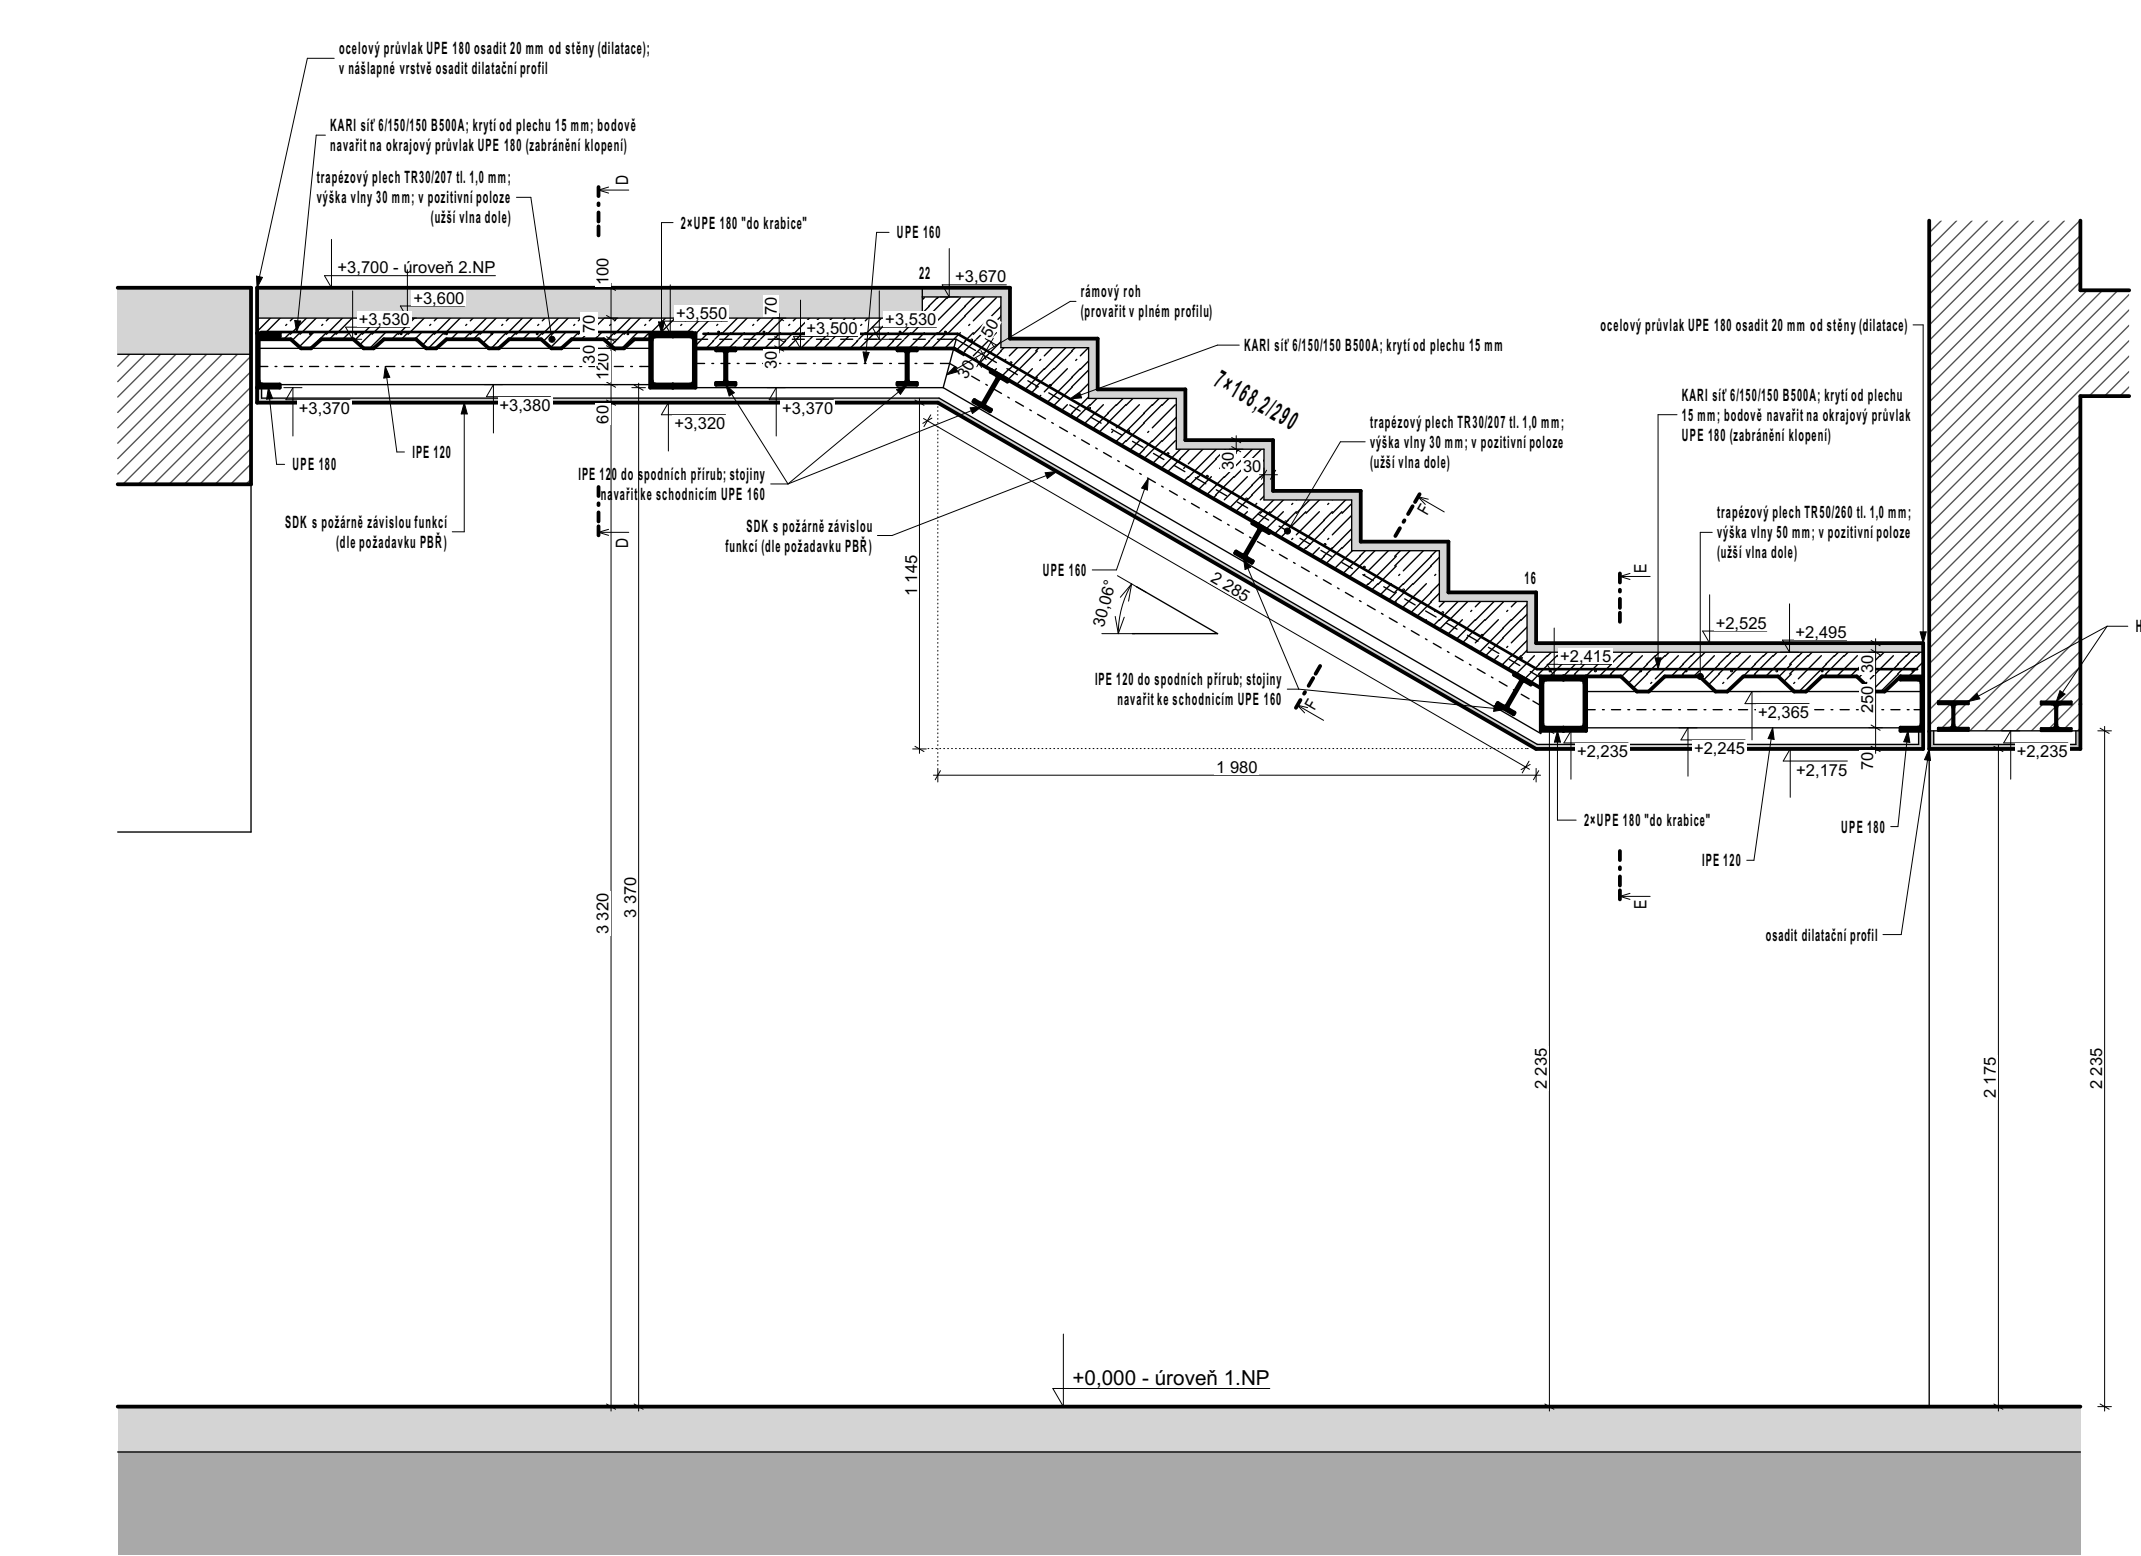 ocelový průvlak UPE 180 osadit 20 mm od stěny (dilatace);
v nášlapné vrstvě osadit dilatační profil
KARI síť 6/150/150 B500A; krytí od plechu 15 mm; bodově
navařit na okrajový průvlak UPE 180 (zabránění klopení)
trapézový plech TR30/207 tl. 1,0 mm;
výška vlny 30 mm; v pozitivní poloze
(užší vlna dole)
D
2×UPE 180 "do krabice"
UPE 160
+3,700 - úroveň 2.NP
100
22
+3,670
+3,600
+3,530
70
+3,550
70
+3,500
+3,530
rámový roh
(provařit v plném profilu)
ocelový průvlak UPE 180 osadit 20 mm od stěny (dilatace)
30
120
30
50
30
KARI síť 6/150/150 B500A; krytí od plechu 15 mm
7×168,2/290
KARI síť 6/150/150 B500A; krytí od plechu
15 mm; bodově navařit na okrajový průvlak
UPE 180 (zabránění klopení)
+3,370
+3,380
60
+3,320
+3,370
trapézový plech TR30/207 tl. 1,0 mm;
výška vlny 30 mm; v pozitivní poloze
(užší vlna dole)
30
30
UPE 180
IPE 120
IPE 120 do spodních přírub; stojiny
navařit ke schodnicím UPE 160
SDK s požárně závislou funkcí
(dle požadavku PBŘ)
D
SDK s požárně závislou
funkcí (dle požadavku PBŘ)
F
trapézový plech TR50/260 tl. 1,0 mm;
výška vlny 50 mm; v pozitivní poloze
(užší vlna dole)
UPE 160
1 145
30,06°
2 285
16
E
+2,525
+2,495
H
+2,415
30
IPE 120 do spodních přírub; stojiny
navařit ke schodnicím UPE 160
F
250
+2,365
+2,235
+2,245
+2,235
70
+2,175
1 980
2×UPE 180 "do krabice"
UPE 180
IPE 120
E
osadit dilatační profil
3 320
3 370
2 235
2 175
2 235
+0,000 - úroveň 1.NP